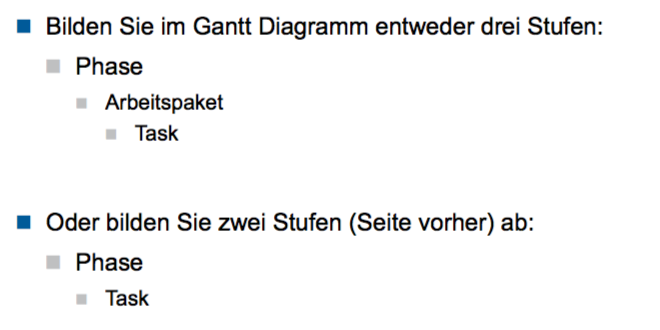 Bilden Sie im Gantt Diagramm entweder drei Stufen:
Phase
Arbeitspaket
Task
Oder bilden Sie zwei Stufen (Seite vorher) ab:
Phase
Task